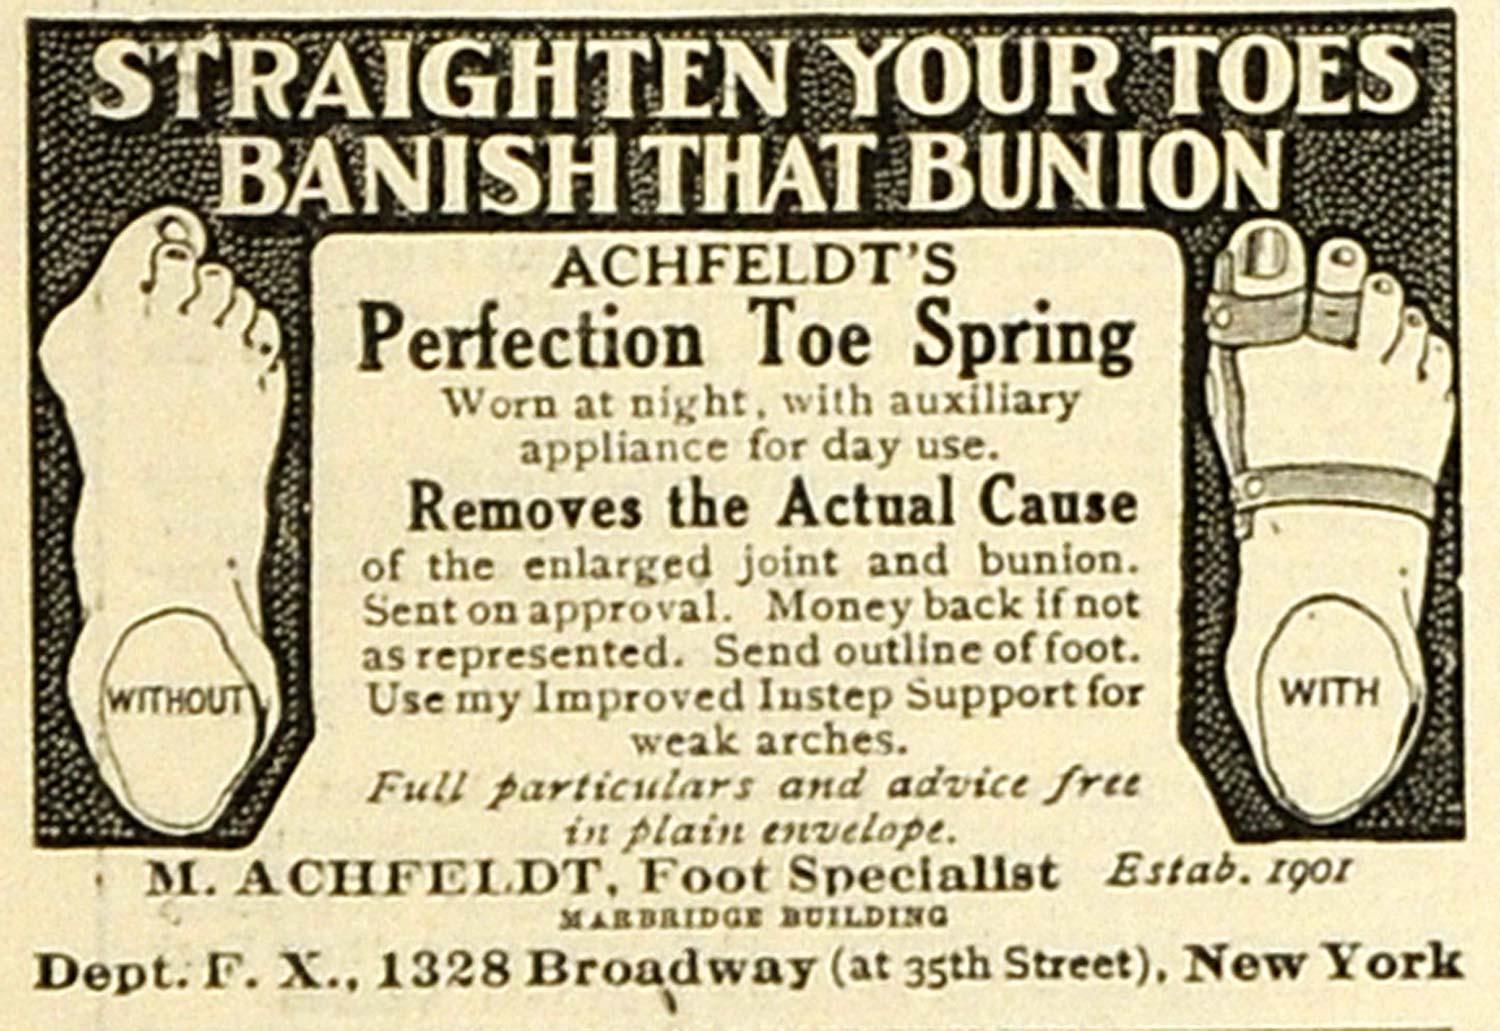 STRAIGHTEN YOUR TOES
BANISH THAT BUNION
ACHFELDT'S
Perfection Toe Spring
Worn at night, with auxiliary
appliance for day use.
Removes the Actual Cause
of the enlarged joint and bunion.
Sent on approval. Money back if not
as represented. Send outline of foot.
Use my Improved Instep Support for
weak arches.
Full particulars and advice free
in plain envelope.
WITHOUT
WITH
M. ACHFELDT, Foot Specialist Estab. 1901
MARBRIDGE BUILDING
Dept. F. X., 1328 Broadway (at 35th Street), New York